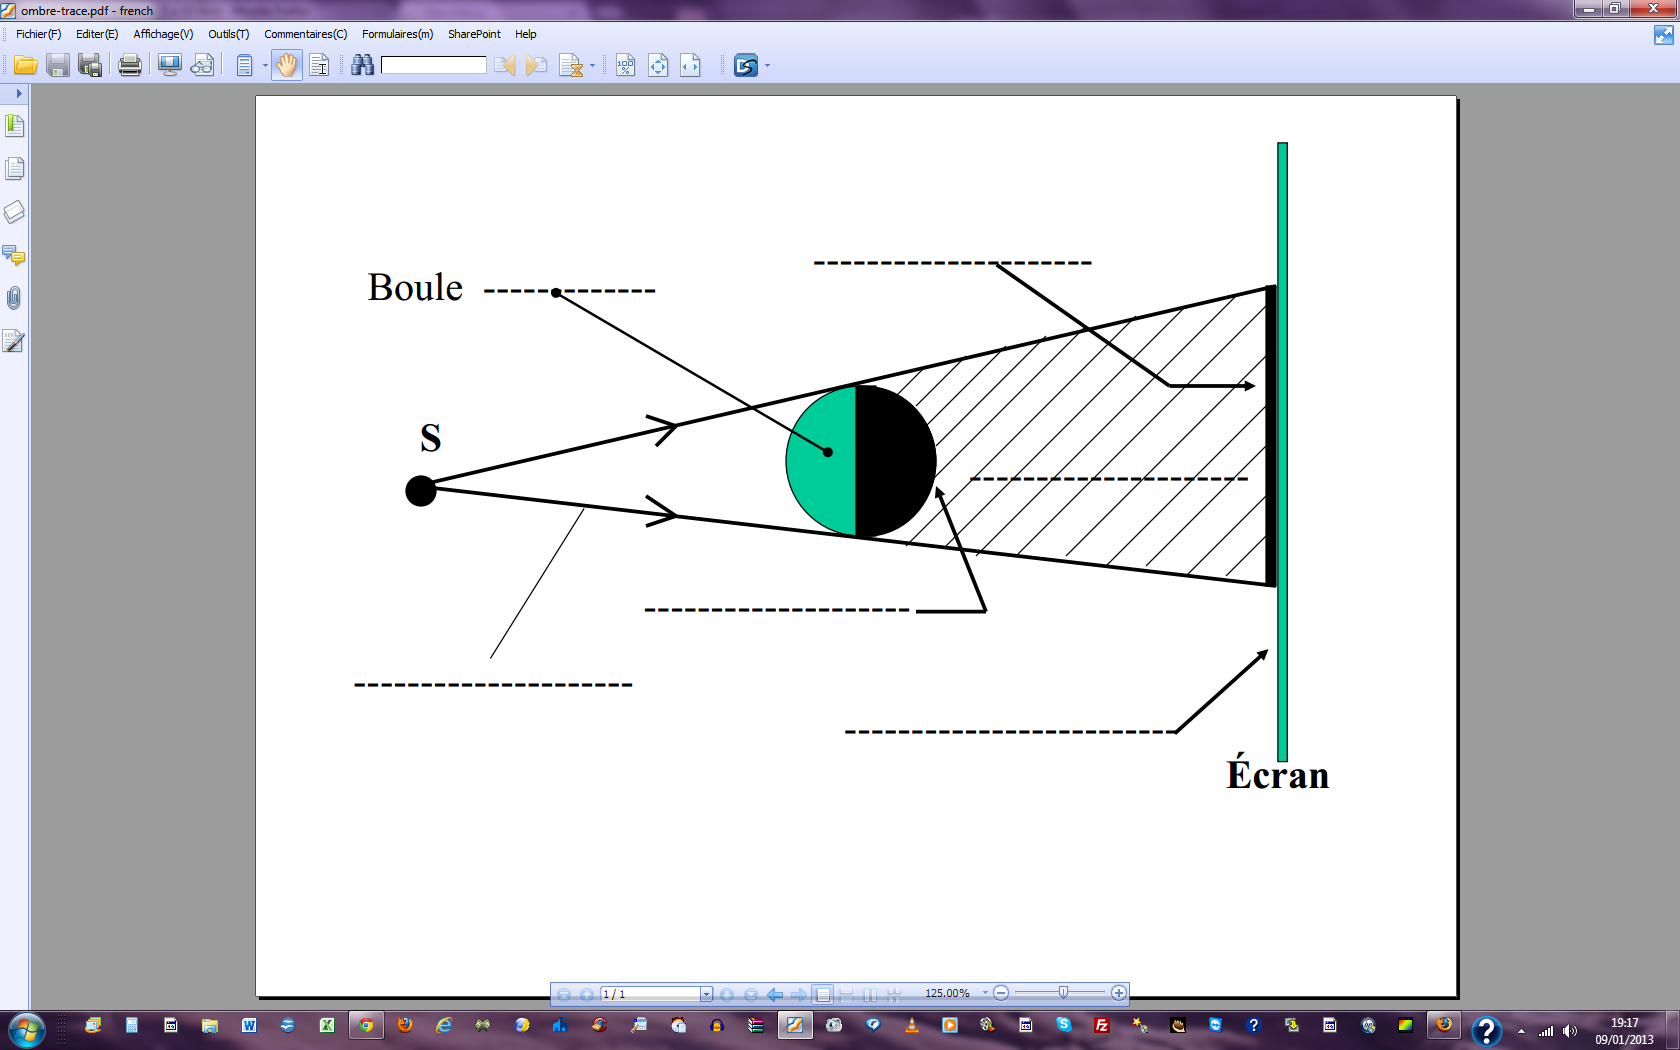 ombre-trace.pdf - french
Fichier(F) Editer(E) Affichage(V) Outils(T) Commentaires(C) Formulaires(m) SharePoint Help
Boule
S
Écran
1 / 1
125.00%
19:17
09/01/2013